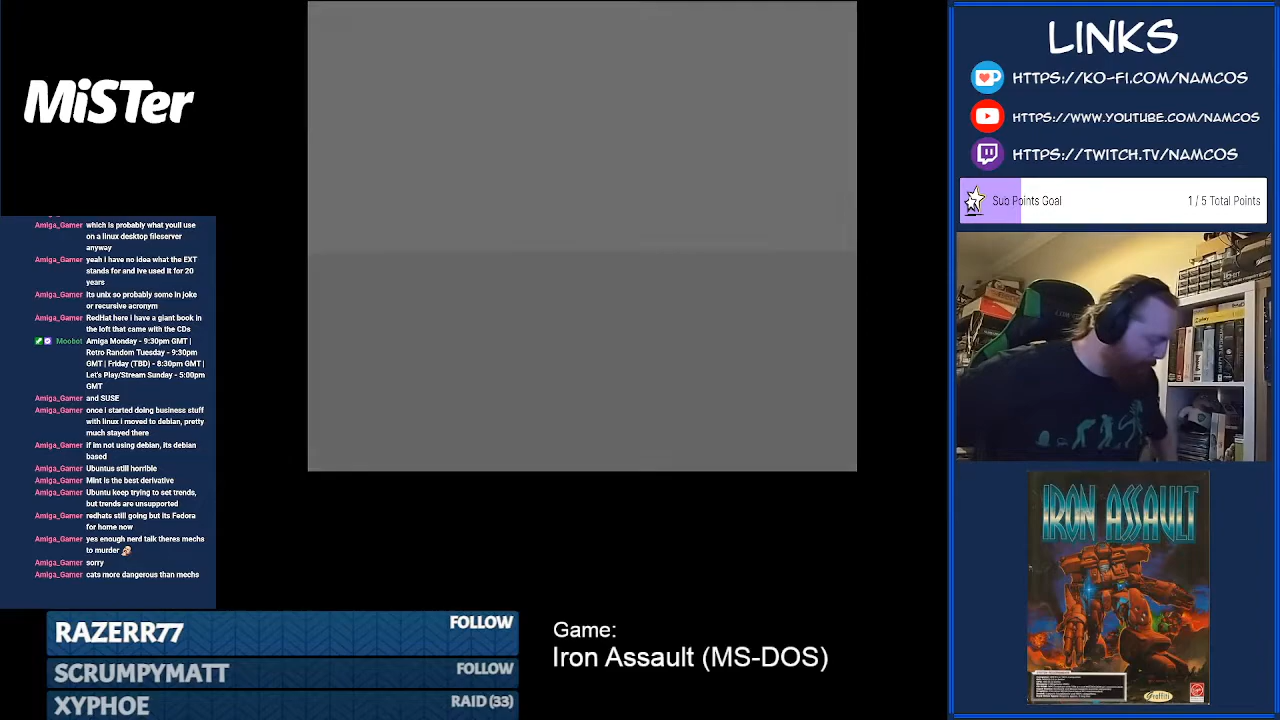 MiSTer
Amiga_Gamer which is probably what youll use
on a linux desktop fileserver
anyway
Amiga_Gamer yeah i have no idea what the EXT
stands for and ive used it for 20
years
Amiga_Gamer its unix so probably some in joke
or recursive acronym
Amiga_Gamer RedHat here i have a giant book in
the loft that came with the CDs
Moobot Amiga Monday - 9:30pm GMT |
Retro Random Tuesday - 9:30pm
GMT | Friday (TBD) - 8:30pm GMT |
Let's Play/Stream Sunday - 5:00pm
GMT
Amiga_Gamer and SUSE
Amiga_Gamer once i started doing business stuff
with linux i moved to debian, pretty
much stayed there
Amiga_Gamer if im not using debian, its debian
based
Amiga_Gamer Ubuntus still horrible
Amiga_Gamer Mint is the best derivative
Amiga_Gamer Ubuntu keep trying to set trends,
but trends are unsupported
Amiga_Gamer redhats still going but its Fedora
for home now
Amiga_Gamer yes enough nerd talk theres mechs
to murder
Amiga_Gamer sorry
Amiga_Gamer cats more dangerous than mechs
RAZERR77 FOLLOW
SCRUMPYMATT FOLLOW
XYPHOE RAID (33)
Game:
Iron Assault (MS-DOS)
LINKS
HTTPS://KO-FI.COM/NAMCOS
HTTPS://WWW.YOUTUBE.COM/NAMCOS
HTTPS://TWITCH.TV/NAMCOS
Sub Points Goal 1 / 5 Total Points
IRON ASSAULT
Graffiti